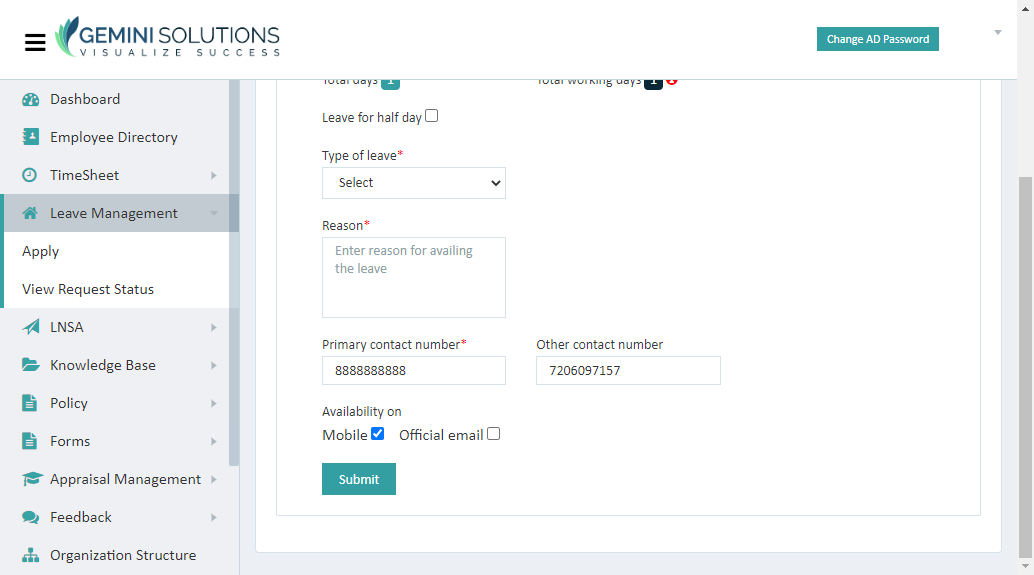 GEMINI SOLUTIONS
VISUALIZE SUCCESS
Change AD Password
Dashboard
Employee Directory
TimeSheet
Leave Management
Apply
View Request Status
LNSA
Knowledge Base
Policy
Forms
Appraisal Management
Feedback
Organization Structure
Total days 1
Total working days 1
Leave for half day
Type of leave*
Select
Reason*
Enter reason for availing
the leave
Primary contact number*
Other contact number
8888888888
7206097157
Availability on
Mobile Official email
Submit